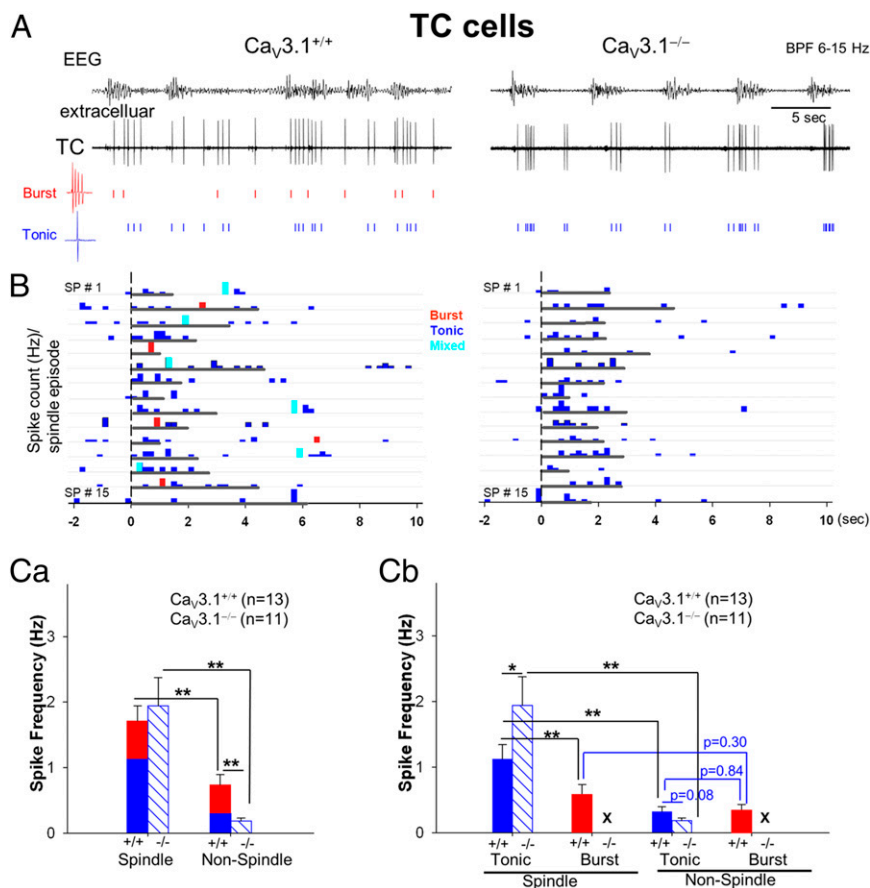 A
TC cells
CaV3.1+/+
CaV3.1−/−
BPF 6-15 Hz
EEG
extracelluar
5 sec
TC
Burst
Tonic
B
SP # 1
SP # 1
Burst
Tonic
Mixed
Spike count (Hz)/
spindle episode
SP # 15
SP # 15
-2 0 2 4 6 8 10
-2 0 2 4 6 8 10 (sec)
Ca
CaV3.1+/+ (n=13)
CaV3.1−/− (n=11)
Spike Frequency (Hz)
3
2
1
0
**
**
**
+/+ -/- +/+ -/-
Spindle Non-Spindle
Cb
CaV3.1+/+ (n=13)
CaV3.1−/− (n=11)
Spike Frequency (Hz)
3
2
1
0
*
**
**
**
p=0.30
p=0.84
p=0.08
x x
+/+ -/- +/+ -/- +/+ -/- +/+ -/-
Tonic Burst Tonic Burst
Spindle Non-Spindle